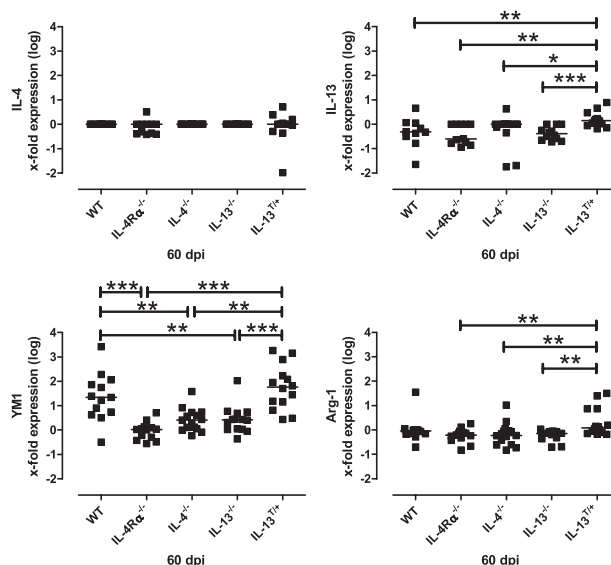 IL-4
x-fold expression (log)
4
3
2
1
0
-1
-2
WT
IL-4Rα-/-
IL-4-/-
IL-13-/-
IL-13T/+
60 dpi
**
**
*
***
IL-13
x-fold expression (log)
4
3
2
1
0
-1
-2
WT
IL-4Rα-/-
IL-4-/-
IL-13-/-
IL-13T/+
60 dpi
*** ***
** **
** ***
YM1
x-fold expression (log)
4
3
2
1
0
-1
-2
WT
IL-4Rα-/-
IL-4-/-
IL-13-/-
IL-13T/+
60 dpi
**
**
**
Arg-1
x-fold expression (log)
4
3
2
1
0
-1
-2
WT
IL-4Rα-/-
IL-4-/-
IL-13-/-
IL-13T/+
60 dpi